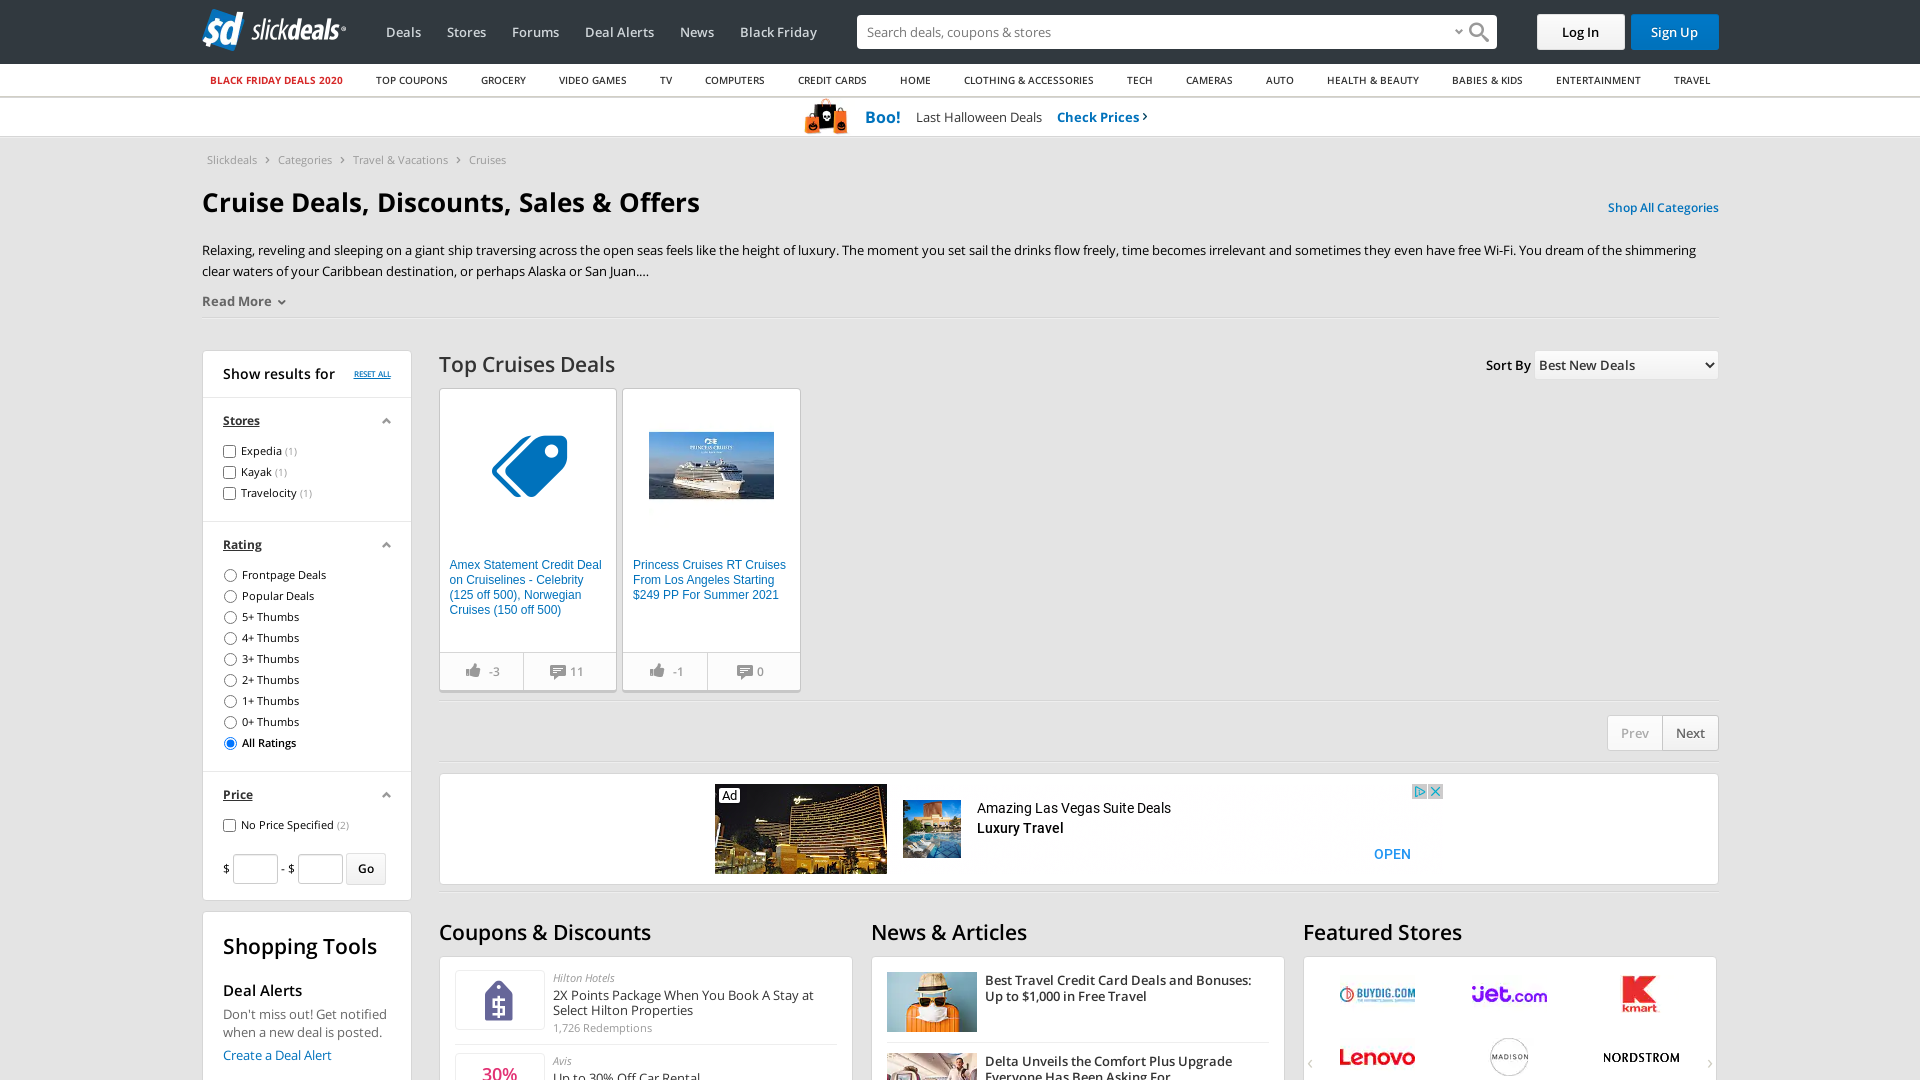 slickdeals
Deals
Stores
Forums
Deal Alerts
News
Black Friday
Search deals, coupons & stores
Log In
Sign Up
BLACK FRIDAY DEALS 2020
TOP COUPONS
GROCERY
VIDEO GAMES
TV
COMPUTERS
CREDIT CARDS
HOME
CLOTHING & ACCESSORIES
TECH
CAMERAS
AUTO
HEALTH & BEAUTY
BABIES & KIDS
ENTERTAINMENT
TRAVEL
Boo! Last Halloween Deals Check Prices
Slickdeals > Categories > Travel & Vacations > Cruises
Cruise Deals, Discounts, Sales & Offers
Shop All Categories
Relaxing, reveling and sleeping on a giant ship traversing across the open seas feels like the height of luxury. The moment you set sail the drinks flow freely, time becomes irrelevant and sometimes they even have free Wi-Fi. You dream of the shimmering
clear waters of your Caribbean destination, or perhaps Alaska or San Juan....
Read More
Show results for
RESET ALL
Stores
Expedia (1)
Kayak (1)
Travelocity (1)
Rating
Frontpage Deals
Popular Deals
5+ Thumbs
4+ Thumbs
3+ Thumbs
2+ Thumbs
1+ Thumbs
0+ Thumbs
All Ratings
Price
No Price Specified (2)
$ - $ Go
Shopping Tools
Deal Alerts
Don't miss out! Get notified
when a new deal is posted.
Create a Deal Alert
Top Cruises Deals
Sort By Best New Deals
Amex Statement Credit Deal
on Cruiselines - Celebrity
(125 off 500), Norwegian
Cruises (150 off 500)
-3
11
PRINCESS CRUISES
Princess Cruises RT Cruises
From Los Angeles Starting
$249 PP For Summer 2021
-1
0
Prev
Next
Ad
Amazing Las Vegas Suite Deals
Luxury Travel
OPEN
Coupons & Discounts
Hilton Hotels
2X Points Package When You Book A Stay at
Select Hilton Properties
1,726 Redemptions
30%
Avis
Up to 30% Off Car Rental
News & Articles
Best Travel Credit Card Deals and Bonuses:
Up to $1,000 in Free Travel
Delta Unveils the Comfort Plus Upgrade
Everyone Has Been Asking For
Featured Stores
BUYDIG.COM
Jet.com
kmart
Lenovo
MADISON
NORDSTROM